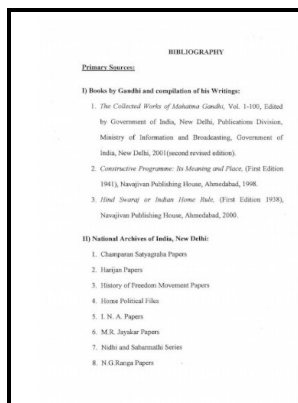 BIBLIOGRAPHY
Primary Sources:
I) Books by Gandhi and compilation of his Writings:
1. The Collected Works of Mahatma Gandhi, Vol. 1-100, Edited
by Government of India, New Delhi, Publications Division,
Ministry of Information and Broadcasting, Government of
India, New Delhi, 2001(second revised edition).
2. Constructive Programme: Its Meaning and Place, (First Edition
1941), Navajivan Publishing House, Ahmedabad, 1998.
3. Hind Swaraj or Indian Home Rule, (First Edition 1938),
Navajivan Publishing House, Ahmedabad, 2000.
II) National Archives of India, New Delhi:
1. Champaran Satyagraha Papers
2. Harijan Papers
3. History of Freedom Movement Papers
4. Home Political Files
5. I. N. A. Papers
6. M.R. Jayakar Papers
7. Nidhi and Sabarmathi Series
8. N.G.Ranga Papers